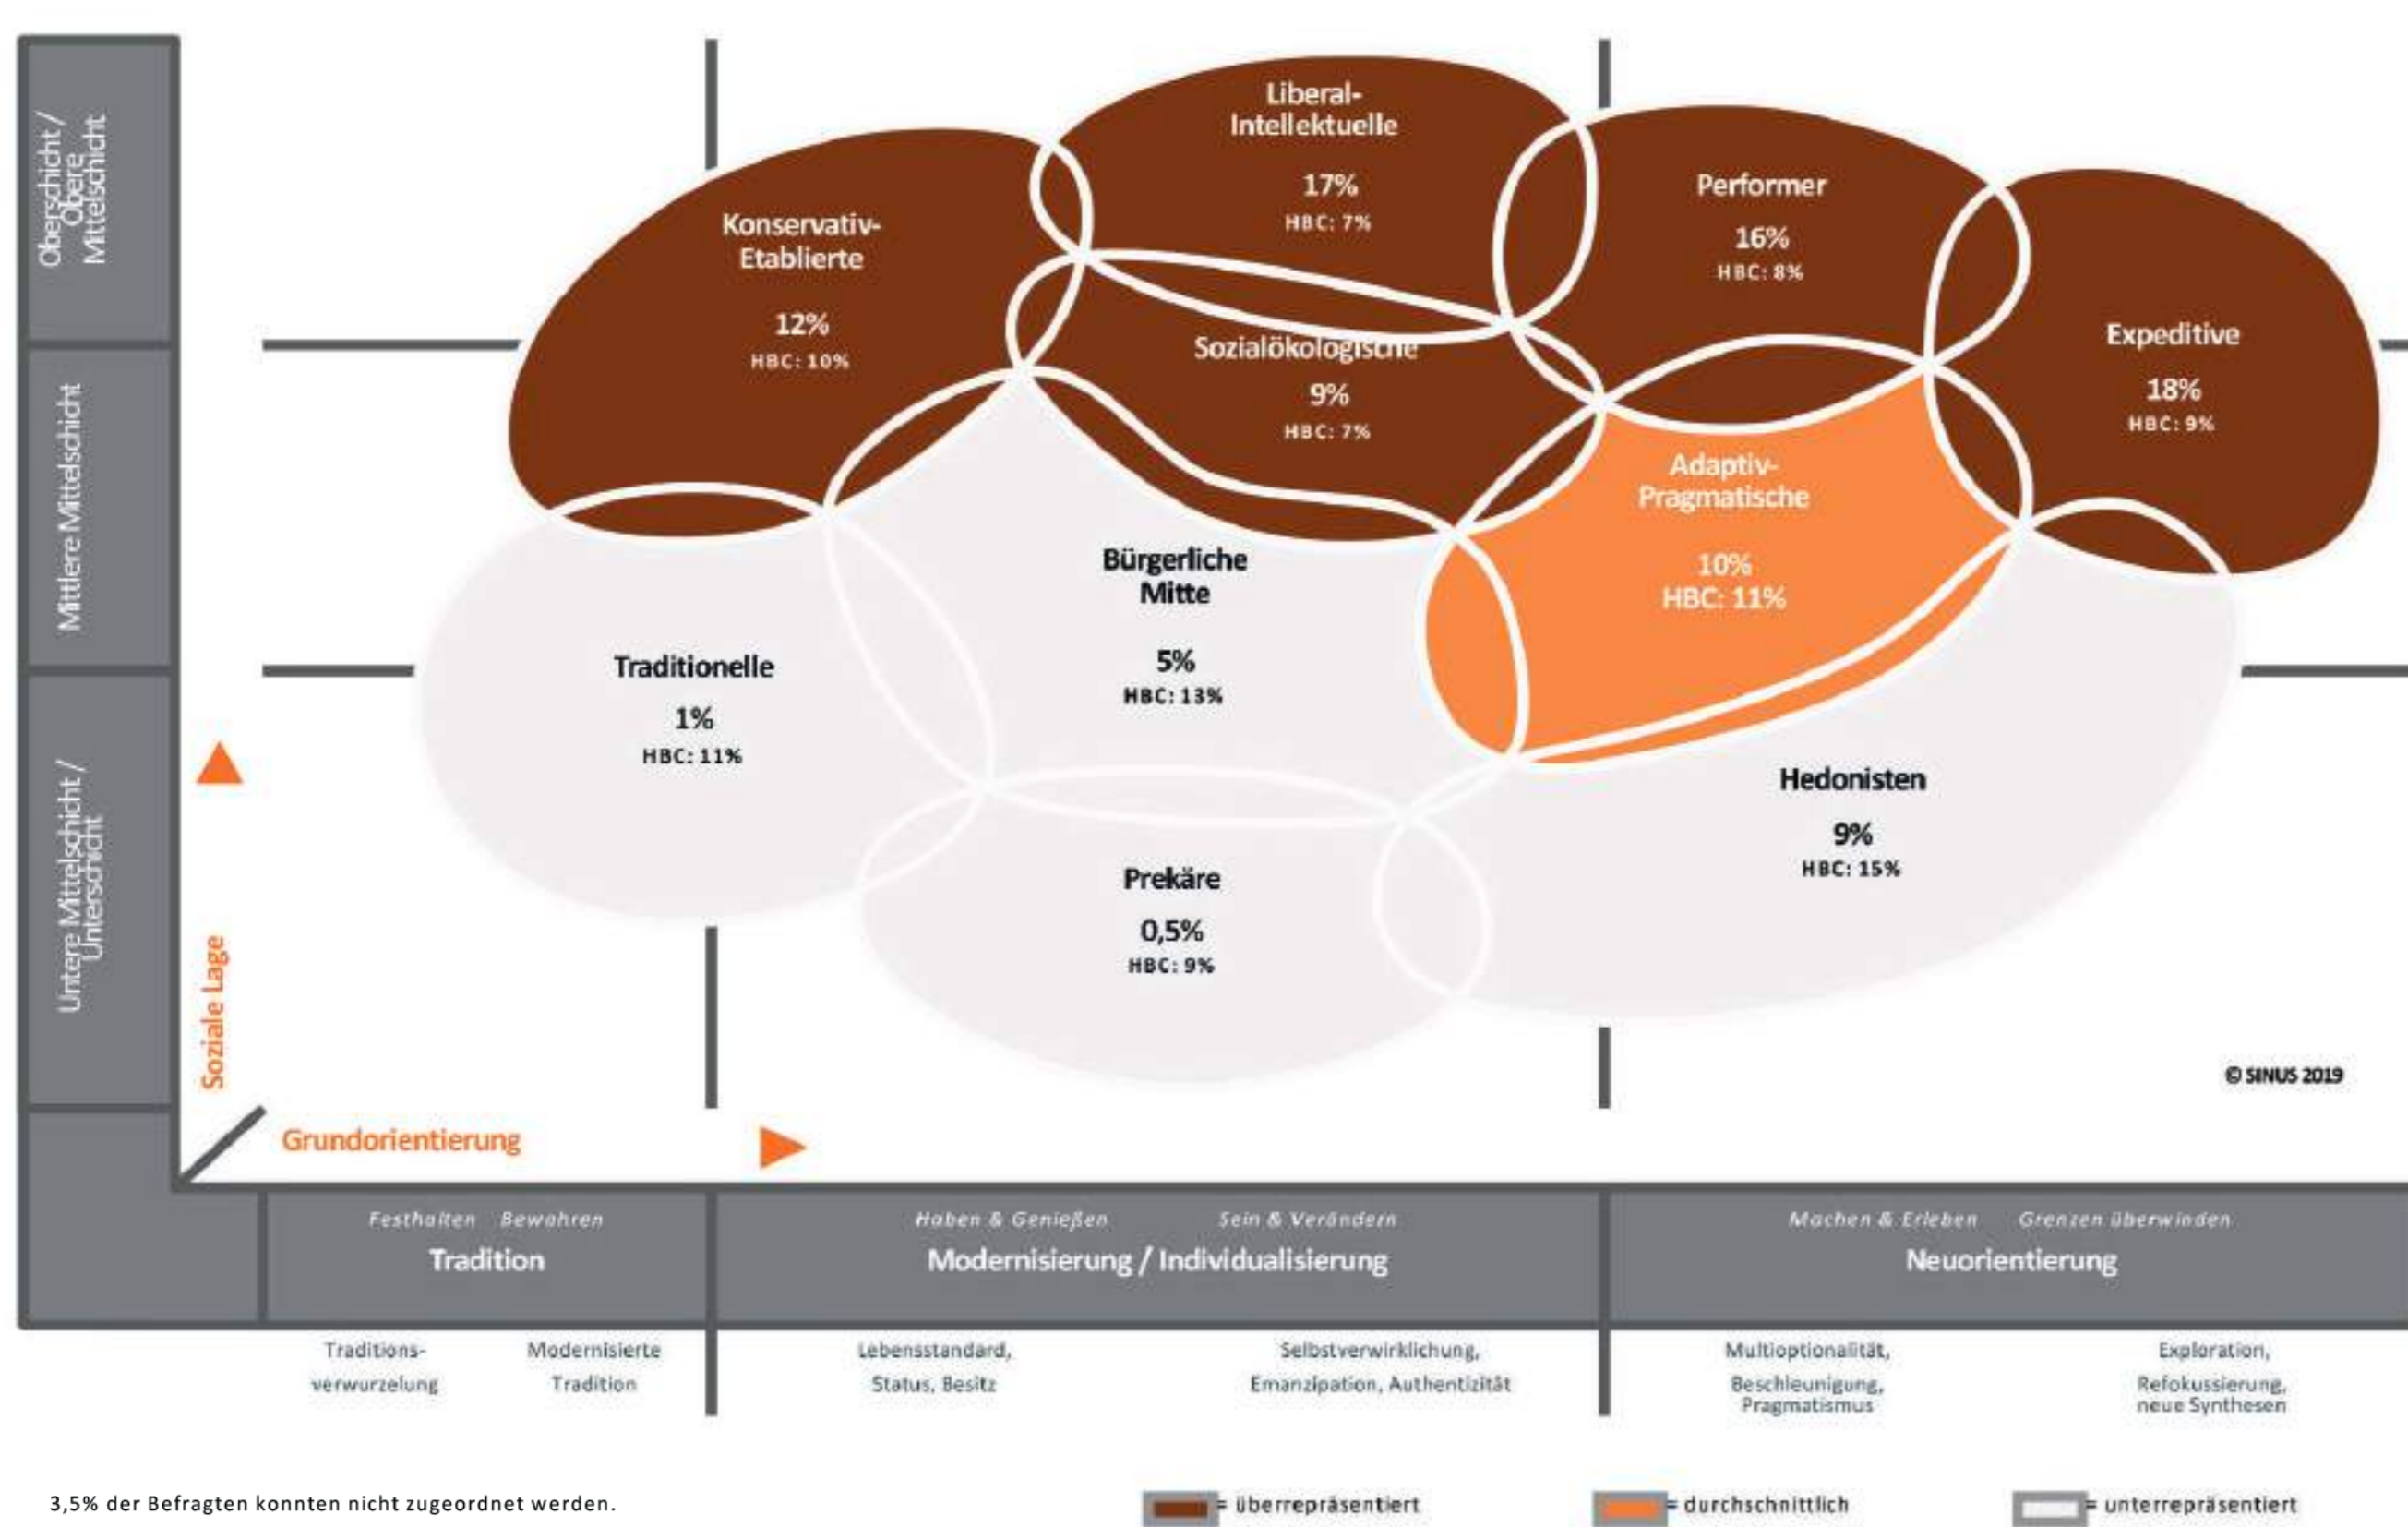 Oberschicht /
Obere
Mittelschicht
Mittlere Mittelschicht
Untere Mittelschicht /
Unterschicht
Soziale Lage
Liberal-
Intellektuelle
17%
HBC: 7%
Performer
16%
HBC: 8%
Konservativ-
Etablierte
12%
HBC: 10%
Sozialökologische
9%
HBC: 7%
Expeditive
18%
HBC: 9%
Adaptiv-
Pragmatische
10%
HBC: 11%
Bürgerliche
Mitte
5%
HBC: 13%
Traditionelle
1%
HBC: 11%
Hedonisten
9%
HBC: 15%
Prekäre
0,5%
HBC: 9%
© SINUS 2019
Grundorientierung
Festhalten Bewahren
Tradition
Haben & Genießen Sein & Verändern
Modernisierung / Individualisierung
Machen & Erleben Grenzen überwinden
Neuorientierung
Traditions-
verwurzelung
Modernisierte
Tradition
Lebensstandard,
Status, Besitz
Selbstverwirklichung,
Emanzipation, Authentizität
Multioptionalität,
Beschleunigung,
Pragmatismus
Exploration,
Refokussierung,
neue Synthesen
3,5% der Befragten konnten nicht zugeordnet werden.
= überrepräsentiert
= durchschnittlich
= unterrepräsentiert